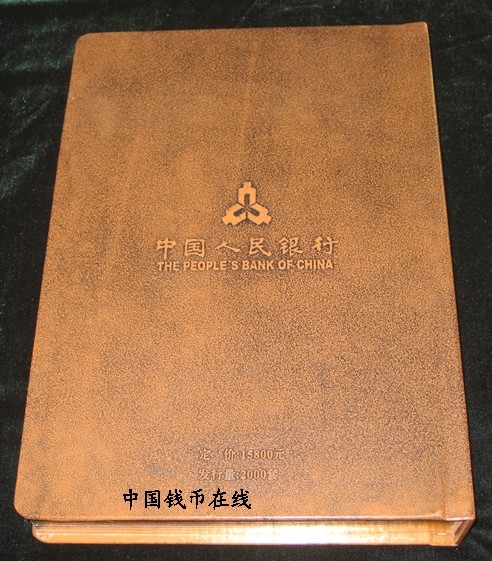 中国人民银行
THE PEOPLE'S BANK OF CHINA
定 价:15800元
发行量:2000套
中国钱币在线